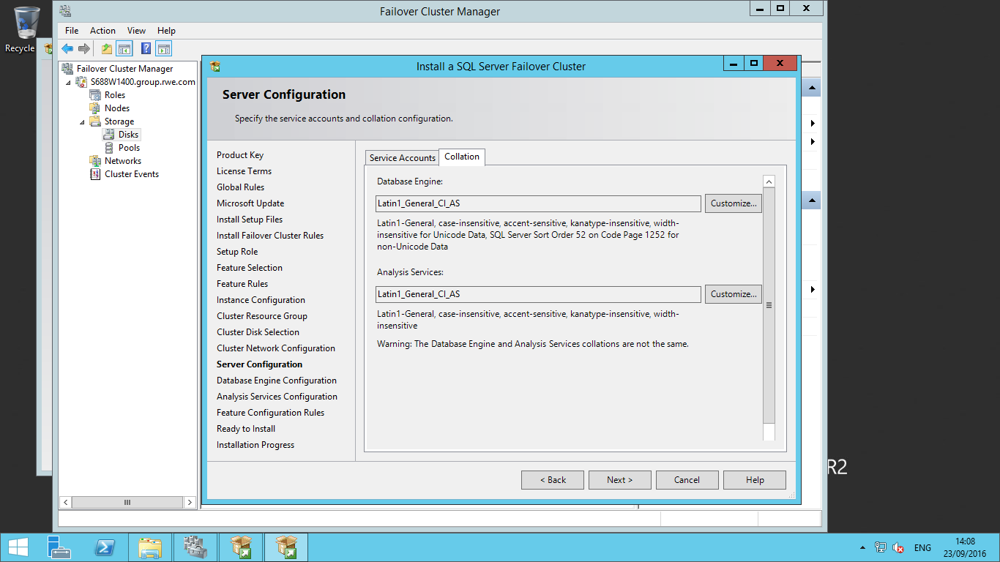 Recycle
Failover Cluster Manager
File Action View Help
Failover Cluster Manager
S688W1400.group.rwe.com
Roles
Nodes
Storage
Disks
Pools
Networks
Cluster Events
Install a SQL Server Failover Cluster
Server Configuration
Specify the service accounts and collation configuration.
Product Key
License Terms
Global Rules
Microsoft Update
Install Setup Files
Install Failover Cluster Rules
Setup Role
Feature Selection
Feature Rules
Instance Configuration
Cluster Resource Group
Cluster Disk Selection
Cluster Network Configuration
Server Configuration
Database Engine Configuration
Analysis Services Configuration
Feature Configuration Rules
Ready to Install
Installation Progress
Service Accounts Collation
Database Engine:
Latin1_General_CI_AS Customize...
Latin1-General, case-insensitive, accent-sensitive, kanatype-insensitive, width-
insensitive for Unicode Data, SQL Server Sort Order 52 on Code Page 1252 for
non-Unicode Data
Analysis Services:
Latin1_General_CI_AS Customize...
Latin1-General, case-insensitive, accent-sensitive, kanatype-insensitive, width-
insensitive
Warning: The Database Engine and Analysis Services collations are not the same.
< Back Next > Cancel Help
R2
ENG
14:08
23/09/2016